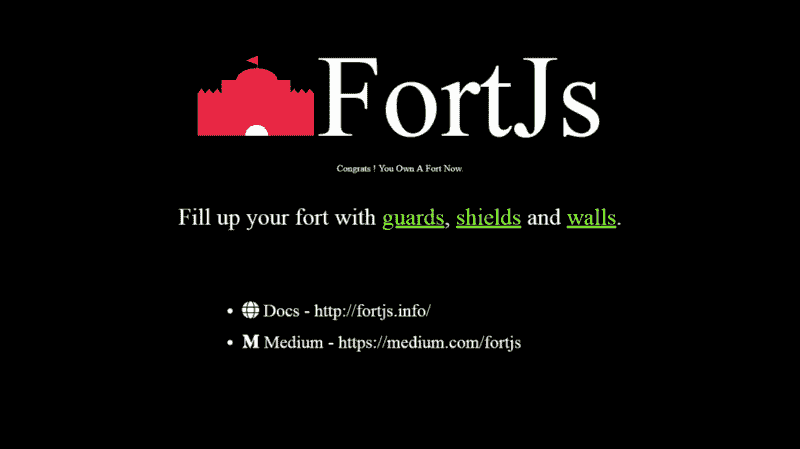 FortJs
Congrats ! You Own A Fort Now.
Fill up your fort with guards, shields and walls.
Docs - http://fortjs.info/
M Medium - https://medium.com/fortjs